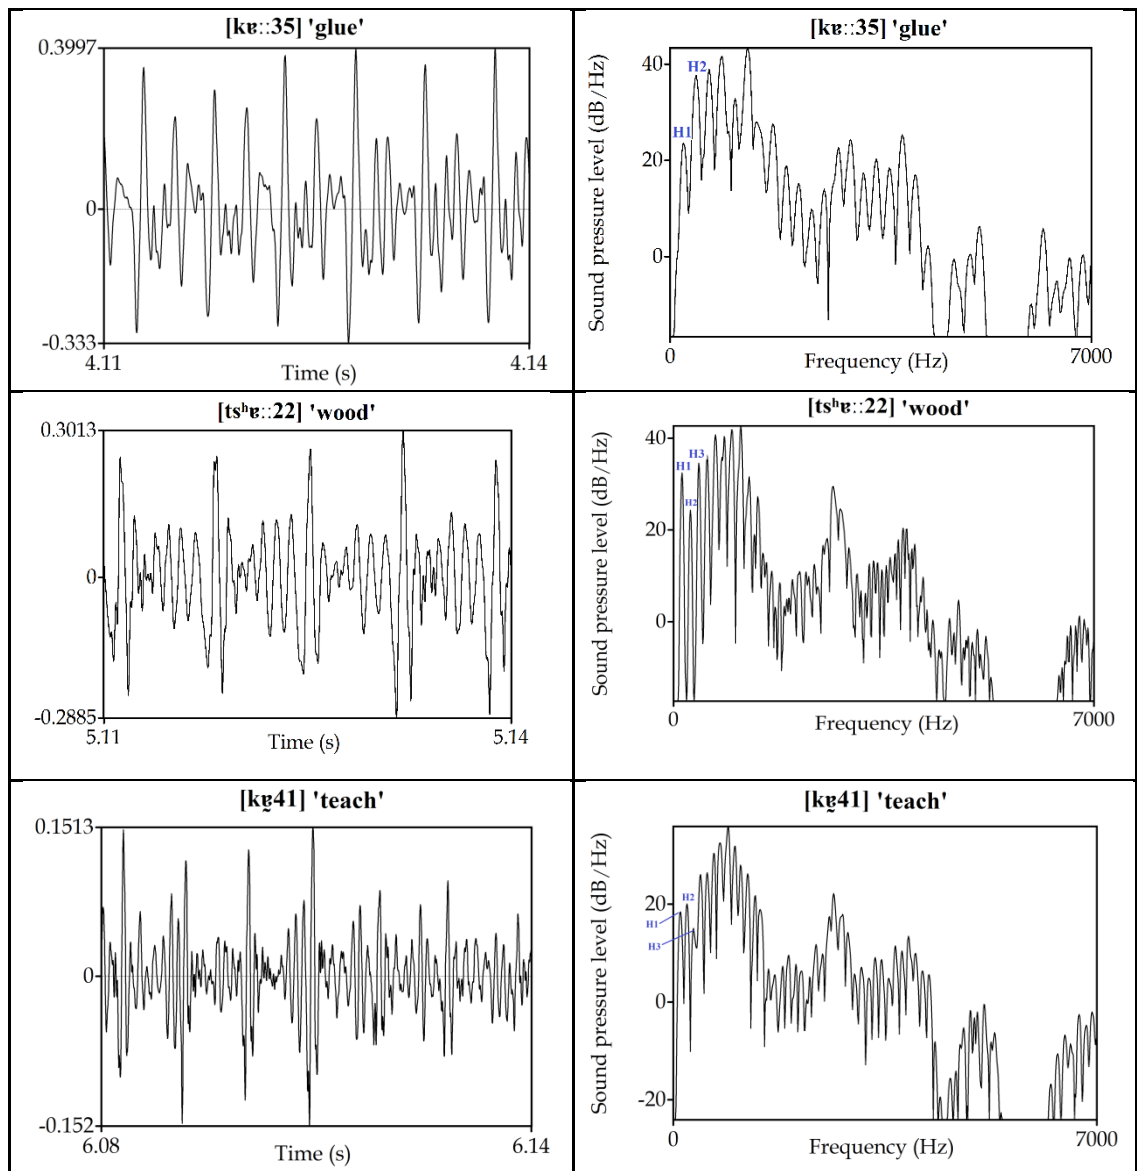 [kɐ::35] 'glue'
0.3997
0
-0.333
4.11
4.14
Time (s)
[kɐ::35] 'glue'
Sound pressure level (dB/Hz)
40
20
0
H1
H2
0
7000
Frequency (Hz)
[tsʰɐ::22] 'wood'
0.3013
0
-0.2885
5.11
5.14
Time (s)
[tsʰɐ::22] 'wood'
Sound pressure level (dB/Hz)
40
20
0
H3
H1
H2
0
7000
Frequency (Hz)
[kɐ̰41] 'teach'
0.1513
0
-0.152
6.08
6.14
Time (s)
[kɐ̰41] 'teach'
Sound pressure level (dB/Hz)
20
0
-20
H2
H1
H3
0
7000
Frequency (Hz)